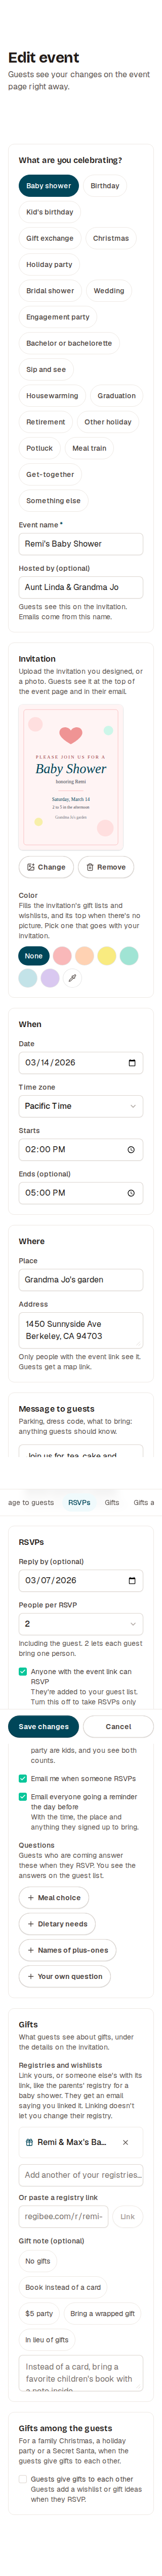 Edit event
Guests see your changes on the event
page right away.
What are you celebrating?
Baby shower
Birthday
Kid's birthday
Gift exchange
Christmas
Holiday party
Bridal shower
Wedding
Engagement party
Bachelor or bachelorette
Sip and see
Housewarming
Graduation
Retirement
Other holiday
Potluck
Meal train
Get-together
Something else
Event name *
Remi's Baby Shower
Hosted by (optional)
Aunt Linda & Grandma Jo
Guests see this on the invitation.
Emails come from this name.
Invitation
Upload the invitation you designed, or
a photo. Guests see it at the top of
the event page and in their email.
PLEASE JOIN US FOR A
Baby Shower
honoring Remi
Saturday, March 14
2 to 5 in the afternoon
Grandma Jo's garden
Change
Remove
Color
Fills the invitation's gift lists and
wishlists, and its top when there's no
picture. Pick one that goes with your
invitation.
None
When
Date
03/14/2026
Time zone
Pacific Time
Starts
02:00 PM
Ends (optional)
05:00 PM
Where
Place
Grandma Jo's garden
Address
1450 Sunnyside Ave
Berkeley, CA 94703
Only people with the event link see it.
Guests get a map link.
Message to guests
Parking, dress code, what to bring:
anything guests should know.
Join us for tea, cake and
age to guests
RSVPs
Gifts
Gifts a
RSVPs
Reply by (optional)
03/07/2026
People per RSVP
2
Including the guest. 2 lets each guest
bring one person.
Anyone with the event link can
RSVP
They're added to your guest list.
Turn this off to take RSVPs only
Save changes
Cancel
party are kids, and you see both
counts.
Email me when someone RSVPs
Email everyone going a reminder
the day before
With the time, the place and
anything they signed up to bring.
Questions
Guests who are coming answer
these when they RSVP. You see the
answers on the guest list.
Meal choice
Dietary needs
Names of plus-ones
Your own question
Gifts
What guests see about gifts, under
the details on the invitation.
Registries and wishlists
Link yours, or someone else's with its
link, like the parents' registry for a
baby shower. They get an email
saying you linked it. Linking doesn't
let you change their registry.
Remi & Max's Ba...
Add another of your registries...
Or paste a registry link
regibee.com/r/remi-
Link
Gift note (optional)
No gifts
Book instead of a card
$5 party
Bring a wrapped gift
In lieu of gifts
Instead of a card, bring a
favorite children's book with
a note inside.
Gifts among the guests
For a family Christmas, a holiday
party or a Secret Santa, when the
guests give gifts to each other.
Guests give gifts to each other
Guests add a wishlist or gift ideas
when they RSVP.